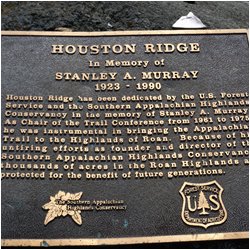 HOUSTON RIDGE
In Memory of
STANLEY A. MURRAY
1923 - 1990
Houston Ridge has been dedicated by the U.S. Forest
Service and the Southern Appalachian Highlands
Conservancy in the memory of Stanley A. Murray.
As Chair of the Trail Conference from 1961 to 1975
he was instrumental in bringing the Appalachian
Trail to the Highlands of Roan. Because of his
untiring efforts as founder and director of the
Southern Appalachian Highlands Conservancy
thousands of acres in the Roan Highlands are
protected for the benefit of future generations.
The Southern Appalachian
Highlands Conservancy
FOREST SERVICE
U S
DEPARTMENT OF AGRICULTURE